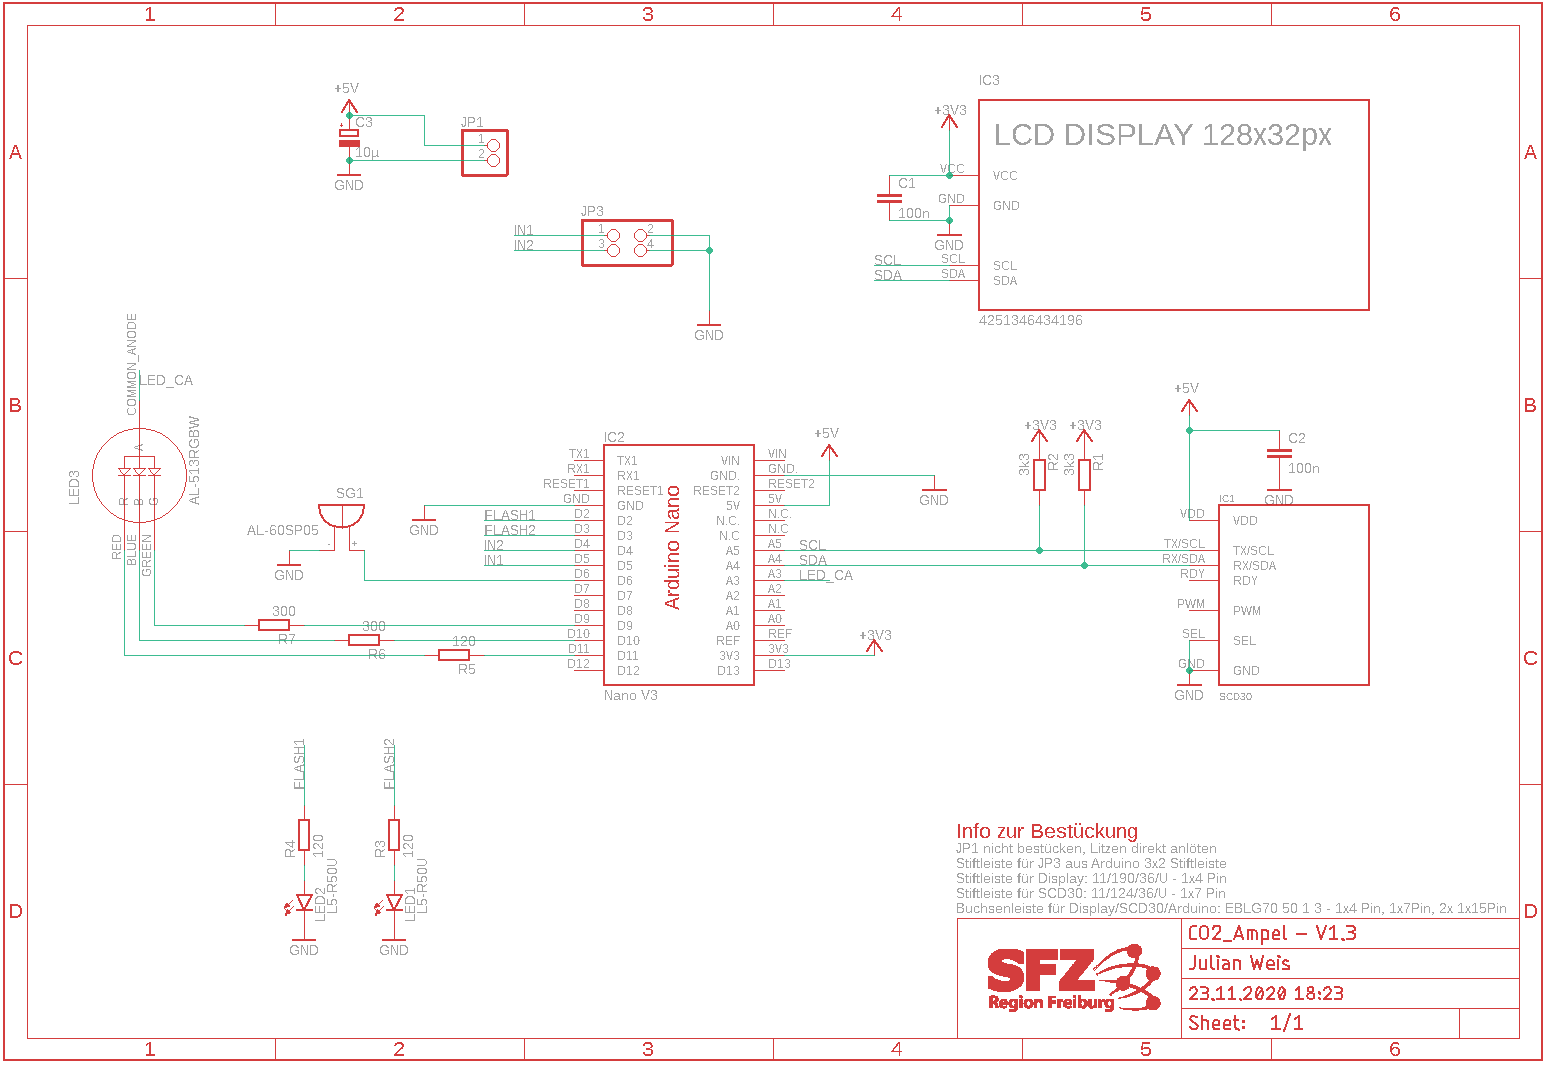 1 2 3 4 5 6
A
B
C
D
A
B
C
D
+5V
C3
10µ
GND
JP1
1
2
IN1
IN2
JP3
1 2
3 4
GND
IC3
+3V3
LCD DISPLAY 128x32px
VCC VCC
C1
100n
GND GND
GND
SCL SCL SCL
SDA SDA SDA
4251346434196
COMMON_ANODE
LED_CA
A
LED3
AL-513RGBW
R B G
RED
BLUE
GREEN
SG1
AL-60SP05
- +
GND
GND
IC2
TX1 TX1 VIN VIN
RX1 RX1 GND. GND.
RESET1 RESET1 RESET2 RESET2
GND GND 5V 5V
FLASH1 D2 D2 N.C. N.C.
FLASH2 D3 D3 N.C N.C
IN2 D4 D4 A5 A5 SCL
IN1 D5 D5 A4 A4 SDA
D6 D6 A3 A3 LED_CA
D7 D7 A2 A2
D8 D8 A1 A1
D9 D9 A0 A0
D10 D10 REF REF
D11 D11 3V3 3V3
D12 D12 D13 D13
Arduino Nano
Nano V3
+5V
GND
+3V3
300
R7
300
R6
120
R5
+3V3 +3V3
3k3 R2
3k3 R1
+5V
C2
100n
GND
IC1
VDD VDD
TX/SCL TX/SCL
RX/SDA RX/SDA
RDY RDY
PWM PWM
SEL SEL
GND GND
GND
SCD30
FLASH1
R4
120
LED2
L5-R50U
GND
FLASH2
R3
120
LED1
L5-R50U
GND
Info zur Bestückung
JP1 nicht bestücken, Litzen direkt anlöten
Stiftleiste für JP3 aus Arduino 3x2 Stiftleiste
Stiftleiste für Display: 11/190/36/U - 1x4 Pin
Stiftleiste für SCD30: 11/124/36/U - 1x7 Pin
Buchsenleiste für Display/SCD30/Arduino: EBLG70 50 1 3 - 1x4 Pin, 1x7Pin, 2x 1x15Pin
SFZ
Region Freiburg
CO2_Ampel – V1.3
Julian Weis
23.11.2020 18:23
Sheet: 1/1
1 2 3 4 5 6